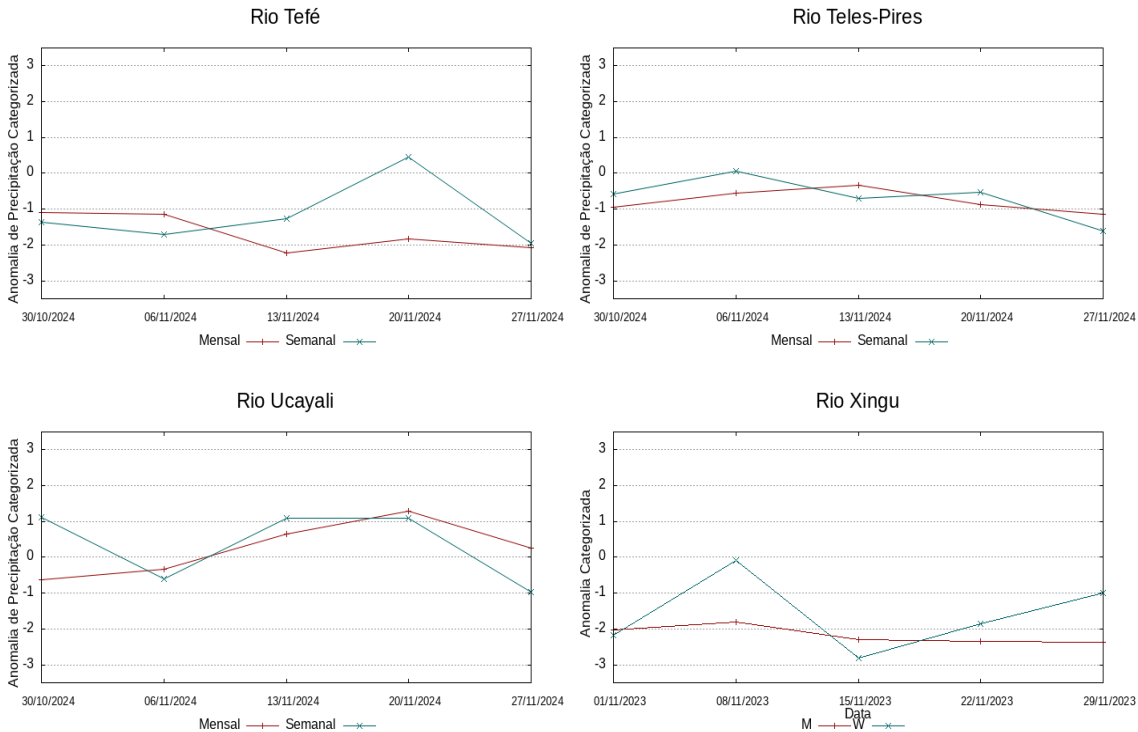 Rio Tefé
Anomalia de Precipitação Categorizada
3
2
1
0
-1
-2
-3
30/10/2024 06/11/2024 13/11/2024 20/11/2024 27/11/2024
Mensal Semanal
Rio Teles-Pires
Anomalia de Precipitação Categorizada
3
2
1
0
-1
-2
-3
30/10/2024 06/11/2024 13/11/2024 20/11/2024 27/11/2024
Mensal Semanal
Rio Ucayali
Anomalia de Precipitação Categorizada
3
2
1
0
-1
-2
-3
30/10/2024 06/11/2024 13/11/2024 20/11/2024 27/11/2024
Mensal Semanal
Rio Xingu
Anomalia Categorizada
3
2
1
0
-1
-2
-3
01/11/2023 08/11/2023 15/11/2023 22/11/2023 29/11/2023
Data
M W